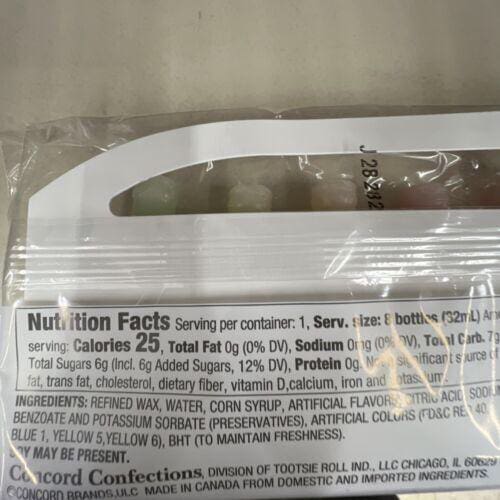 J 28282
Nutrition Facts Serving per container: 1, Serv. size: 8 bottles (32mL) Am
serving: Calories 25, Total Fat 0g (0% DV), Sodium 0mg (0% DV), Total Carb. 7g
Total Sugars 6g (Incl. 6g Added Sugars, 12% DV), Protein 0g. Not significant source of
fat, trans fat, cholesterol, dietary fiber, vitamin D,calcium, iron and potassium.
INGREDIENTS: REFINED WAX, WATER, CORN SYRUP, ARTIFICIAL FLAVORS, CITRIC ACID, SODIUM
BENZOATE AND POTASSIUM SORBATE (PRESERVATIVES), ARTIFICIAL COLORS (FD&C RED 40,
BLUE 1, YELLOW 5,YELLOW 6), BHT (TO MAINTAIN FRESHNESS).
SOY MAY BE PRESENT.
Concord Confections, DIVISION OF TOOTSIE ROLL IND., LLC CHICAGO, IL 60629
©CONCORD BRANDS,ULC MADE IN CANADA FROM DOMESTIC AND IMPORTED INGREDIENTS.